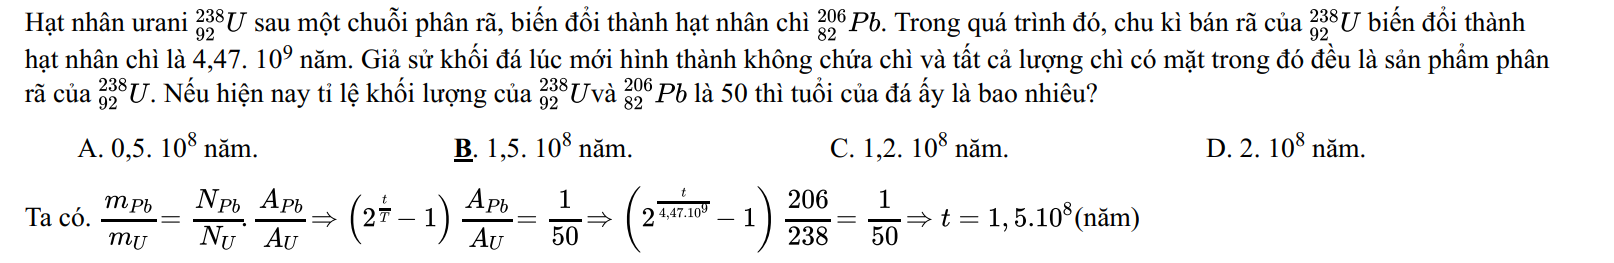 Hạt nhân urani $^{238}_{92}U$ sau một chuỗi phân rã, biến đổi thành hạt nhân chì $^{206}_{82}Pb$. Trong quá trình đó, chu kì bán rã của $^{238}_{92}U$ biến đổi thành
hạt nhân chì là 4,47. $10^9$ năm. Giả sử khối đá lúc mới hình thành không chứa chì và tất cả lượng chì có mặt trong đó đều là sản phẩm phân
rã của $^{238}_{92}U$. Nếu hiện nay tỉ lệ khối lượng của $^{238}_{92}U$và $^{206}_{82}Pb$ là 50 thì tuổi của đá ấy là bao nhiêu?
A. 0,5. $10^8$ năm. B. 1,5. $10^8$ năm. C. 1,2. $10^8$ năm. D. 2. $10^8$ năm.
Ta có. $\frac{m_{Pb}}{m_U} = \frac{N_{Pb}}{N_U} . \frac{A_{Pb}}{A_U} \Rightarrow \left(2^{\frac{t}{T}} - 1\right) \frac{A_{Pb}}{A_U} = \frac{1}{50} \Rightarrow \left(2^{\frac{t}{4,47.10^9}} - 1\right) \frac{206}{238} = \frac{1}{50} \Rightarrow t = 1,5.10^8$(năm)